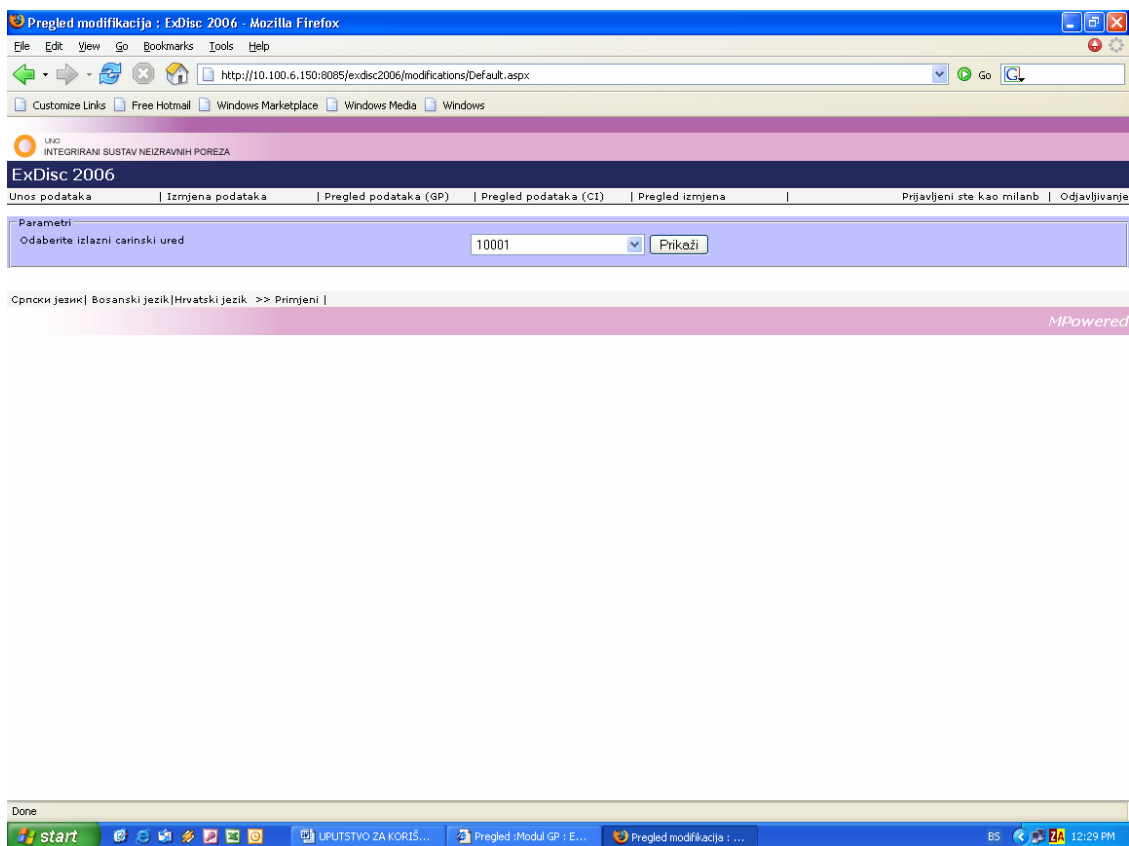 Pregled modifikacija : ExDisc 2006 - Mozilla Firefox
File Edit View Go Bookmarks Tools Help
http://10.100.6.150:8085/exdisc2006/modifications/Default.aspx Go G
Customize Links Free Hotmail Windows Marketplace Windows Media Windows
UNO
INTEGRIRANI SUSTAV NEIZRAVNIH POREZA
ExDisc 2006
Unos podataka | Izmjena podataka | Pregled podataka (GP) | Pregled podataka (CI) | Pregled izmjena | Prijavljeni ste kao milanb | Odjavljivanje
Parametri
Odaberite izlazni carinski ured 10001 Prikaži
Српски језик| Bosanski jezik|Hrvatski jezik >> Primjeni |
MPowered
Done
start UPUTSTVO ZA KORIŠ... Pregled :Modul GP : E... Pregled modifikacija : ... BS ZA 12:29 PM